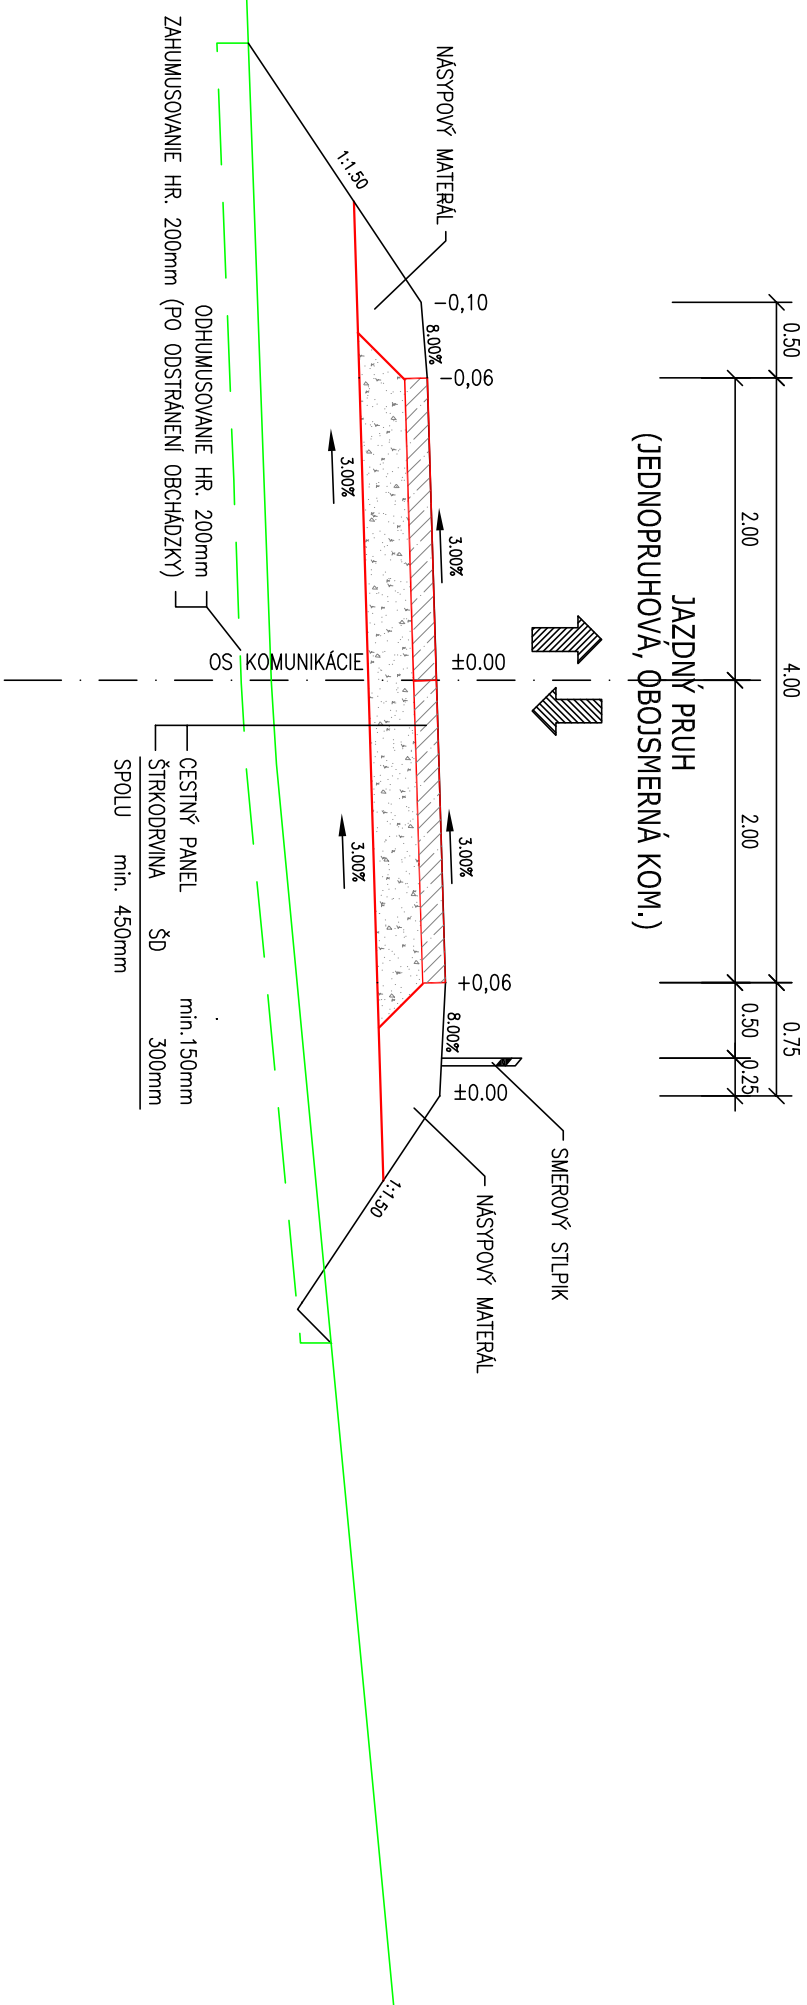 0.50
4.00
0.75
2.00
2.00
0.50
0.25
JAZDNÝ PRUH
(JEDNOPRUHOVÁ, OBOJSMERNÁ KOM.)
SMEROVÝ STLPIK
NÁSYPOVÝ MATERÁL
NÁSYPOVÝ MATERÁL
-0,10
-0,06
±0.00
+0,06
±0.00
8.00%
3.00%
3.00%
8.00%
1:1.50
3.00%
3.00%
1:1.50
OS KOMUNIKÁCIE
ODHUMUSOVANIE HR. 200mm
ZAHUMUSOVANIE HR. 200mm (PO ODSTRÁNENÍ OBCHÁDZKY)
CESTNÝ PANEL min.150mm
ŠTRKODRVINA ŠD 300mm
SPOLU min. 450mm